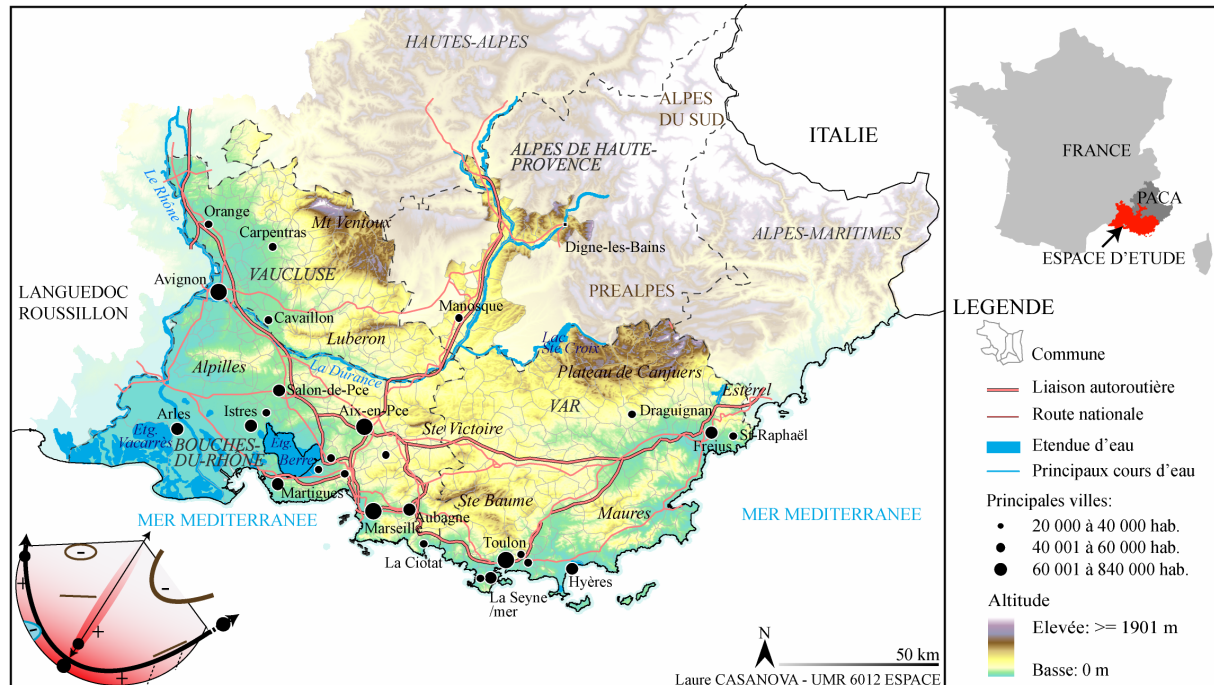 HAUTES-ALPES
ALPES
DU SUD
ITALIE
ALPES DE HAUTE-
PROVENCE
Le Rhône
Orange
Carpentras
Mt Ventoux
Digne-les-Bains
ALPES-MARITIMES
VAUCLUSE
Avignon
PREALPES
LANGUEDOC
ROUSSILLON
Cavaillon
Manosque
Luberon
Lac
Ste Croix
La Durance
Alpilles
Plateau de Canjuers
Salon-de-Pce
Estérel
VAR
Draguignan
Arles
Istres
Aix-en-Pce
Ste Victoire
St-Raphaël
Etg.
Vacarrès
Etg.
Berre
BOUCHES-
DU-RHÔNE
Frejus
Martigues
Ste Baume
Maures
MER MEDITERRANEE
MER MEDITERRANEE
Marseille
Aubagne
Toulon
La Ciotat
Hyères
La Seyne
/mer
-
-
+
-
+
+
N
50 km
Laure CASANOVA - UMR 6012 ESPACE
FRANCE
PACA
ESPACE D'ETUDE
LEGENDE
Commune
Liaison autoroutière
Route nationale
Etendue d'eau
Principaux cours d'eau
Principales villes:
20 000 à 40 000 hab.
40 001 à 60 000 hab.
60 001 à 840 000 hab.
Altitude
Elevée: >= 1901 m
Basse: 0 m